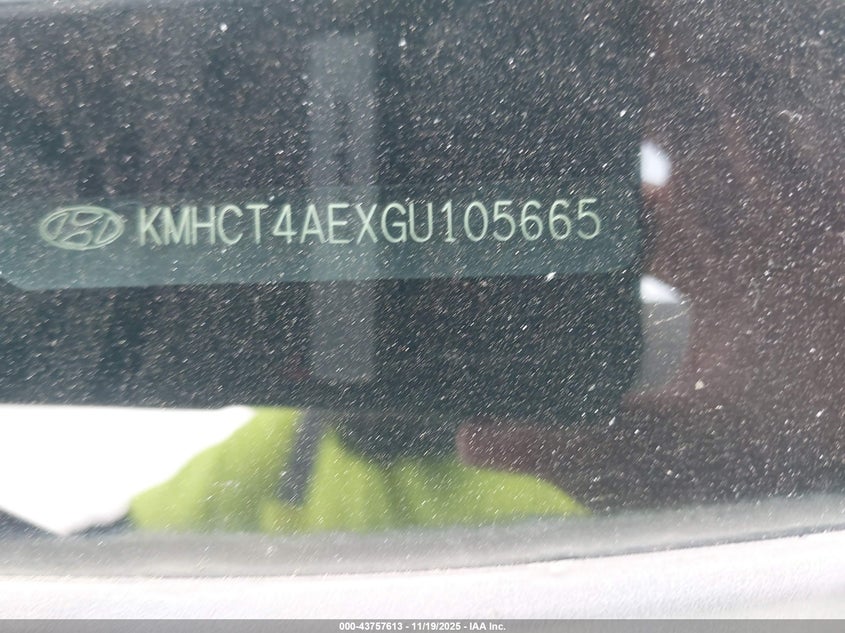 KMHCT4AEXGU105665
000-43757613 - 11/19/2025 - IAA Inc.